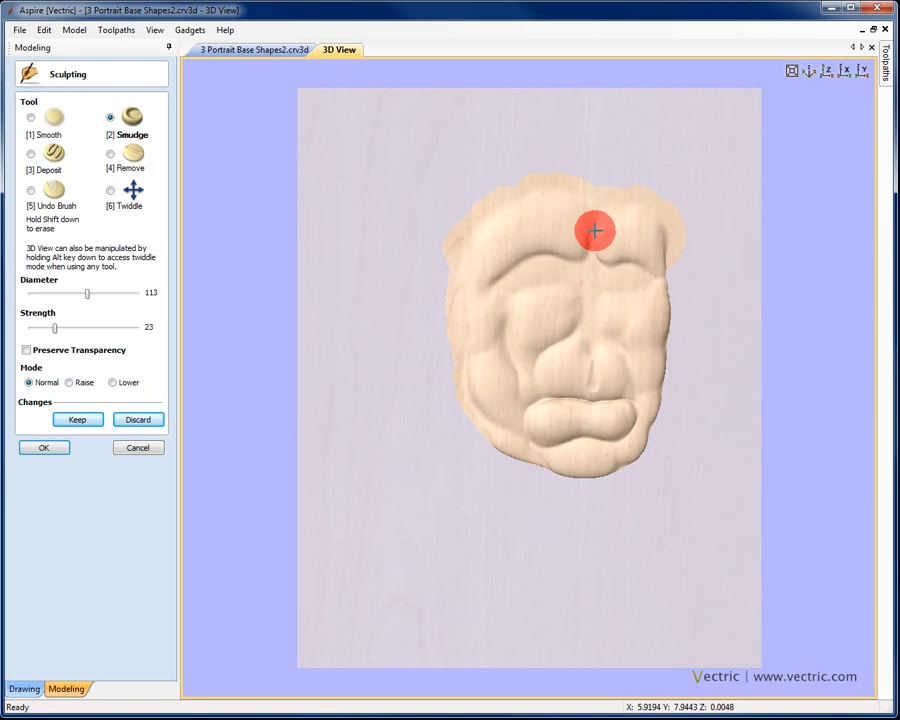 Aspire [Vectric] - [3 Portrait Base Shapes2.crv3d - 3D View]
File Edit Model Toolpaths View Gadgets Help
Modeling
3 Portrait Base Shapes2.crv3d 3D View
Toolpaths
Z X Y
Sculpting
Tool
[1] Smooth [2] Smudge
[3] Deposit [4] Remove
[5] Undo Brush [6] Twiddle
Hold Shift down
to erase
3D View can also be manipulated by
holding Alt key down to access twiddle
mode when using any tool.
Diameter
113
Strength
23
Preserve Transparency
Mode
Normal Raise Lower
Changes
Keep Discard
OK Cancel
Vectric | www.vectric.com
Drawing Modeling
Ready X: 5.9194 Y: 7.9443 Z: 0.0048